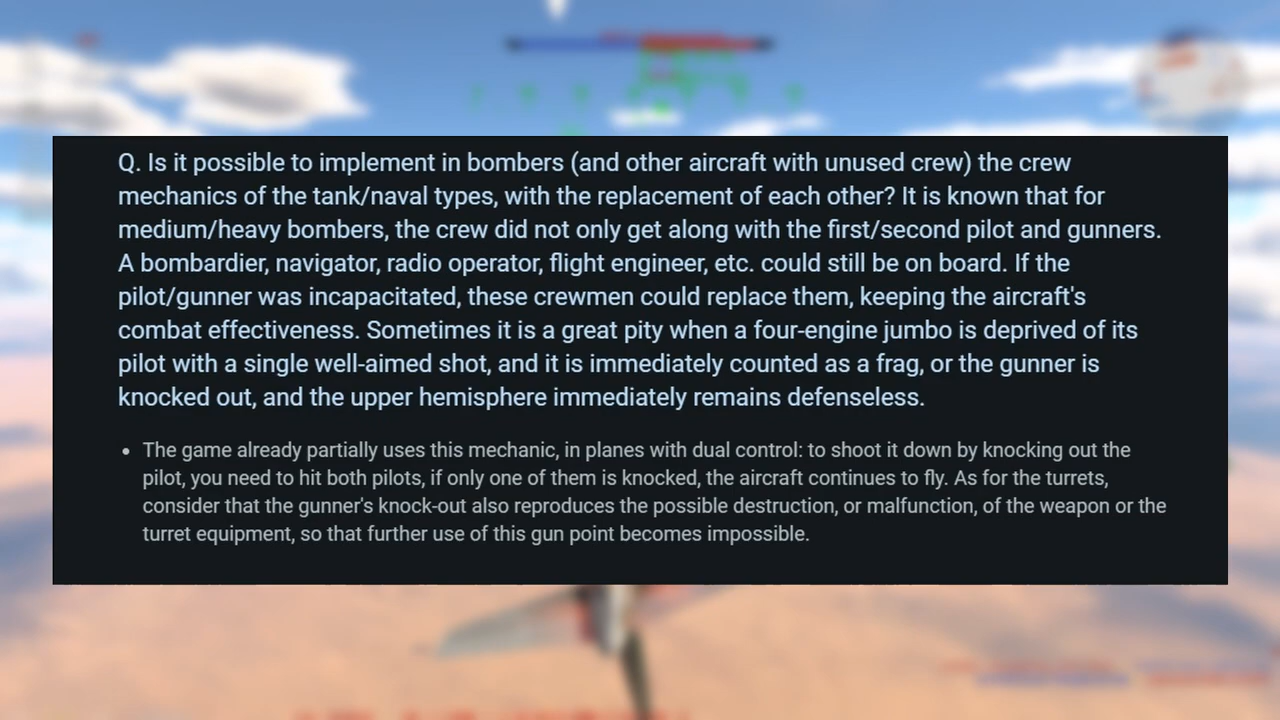 Q. Is it possible to implement in bombers (and other aircraft with unused crew) the crew
mechanics of the tank/naval types, with the replacement of each other? It is known that for
medium/heavy bombers, the crew did not only get along with the first/second pilot and gunners.
A bombardier, navigator, radio operator, flight engineer, etc. could still be on board. If the
pilot/gunner was incapacitated, these crewmen could replace them, keeping the aircraft's
combat effectiveness. Sometimes it is a great pity when a four-engine jumbo is deprived of its
pilot with a single well-aimed shot, and it is immediately counted as a frag, or the gunner is
knocked out, and the upper hemisphere immediately remains defenseless.
• The game already partially uses this mechanic, in planes with dual control: to shoot it down by knocking out the
pilot, you need to hit both pilots, if only one of them is knocked, the aircraft continues to fly. As for the turrets,
consider that the gunner's knock-out also reproduces the possible destruction, or malfunction, of the weapon or the
turret equipment, so that further use of this gun point becomes impossible.